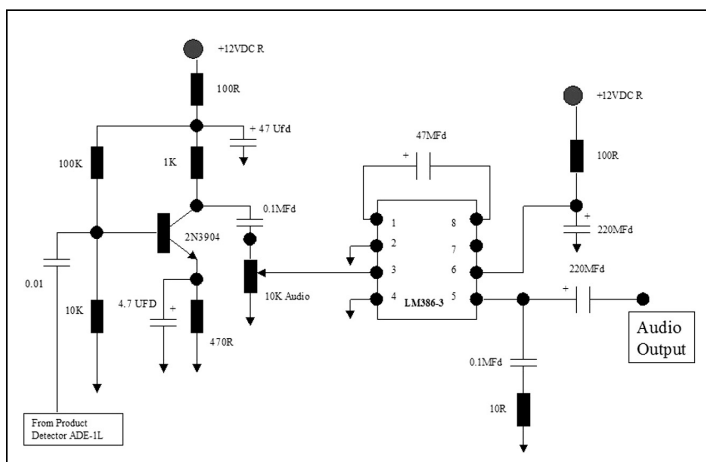 +12VDC R
100R
+ 47 Ufd
100K
1K
0.1MFd
2N3904
0.01
10K
4.7 UFD
+
470R
10K Audio
From Product
Detector ADE-1L
47MFd
+
1
8
2
7
3
6
4
5
LM386-3
+12VDC R
100R
+
220MFd
220MFd
+
Audio
Output
0.1MFd
10R